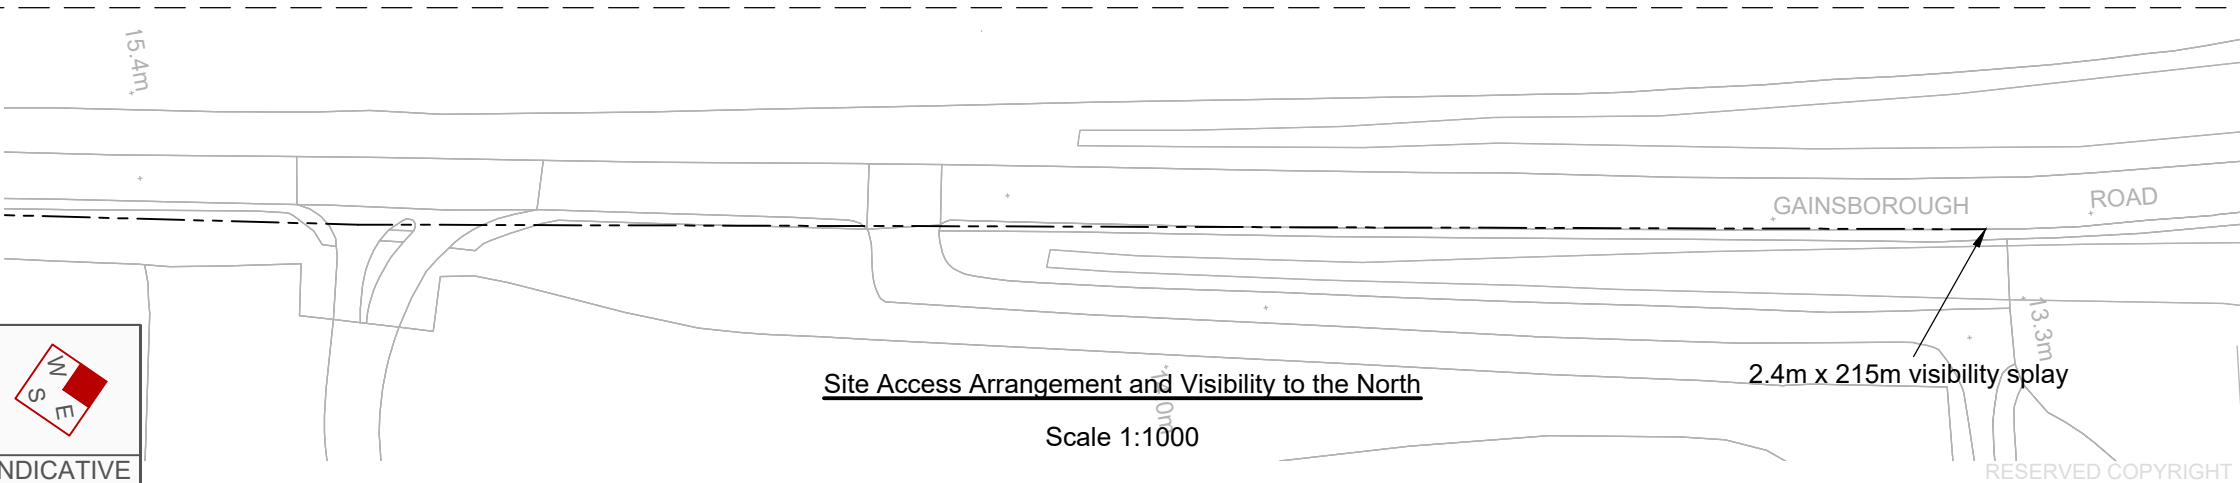 15.4m
GAINSBOROUGH ROAD
13.3m
2.4m x 215m visibility splay
Site Access Arrangement and Visibility to the North
Scale 1:1000
W
S
E
NDICATIVE
RESERVED COPYRIGHT